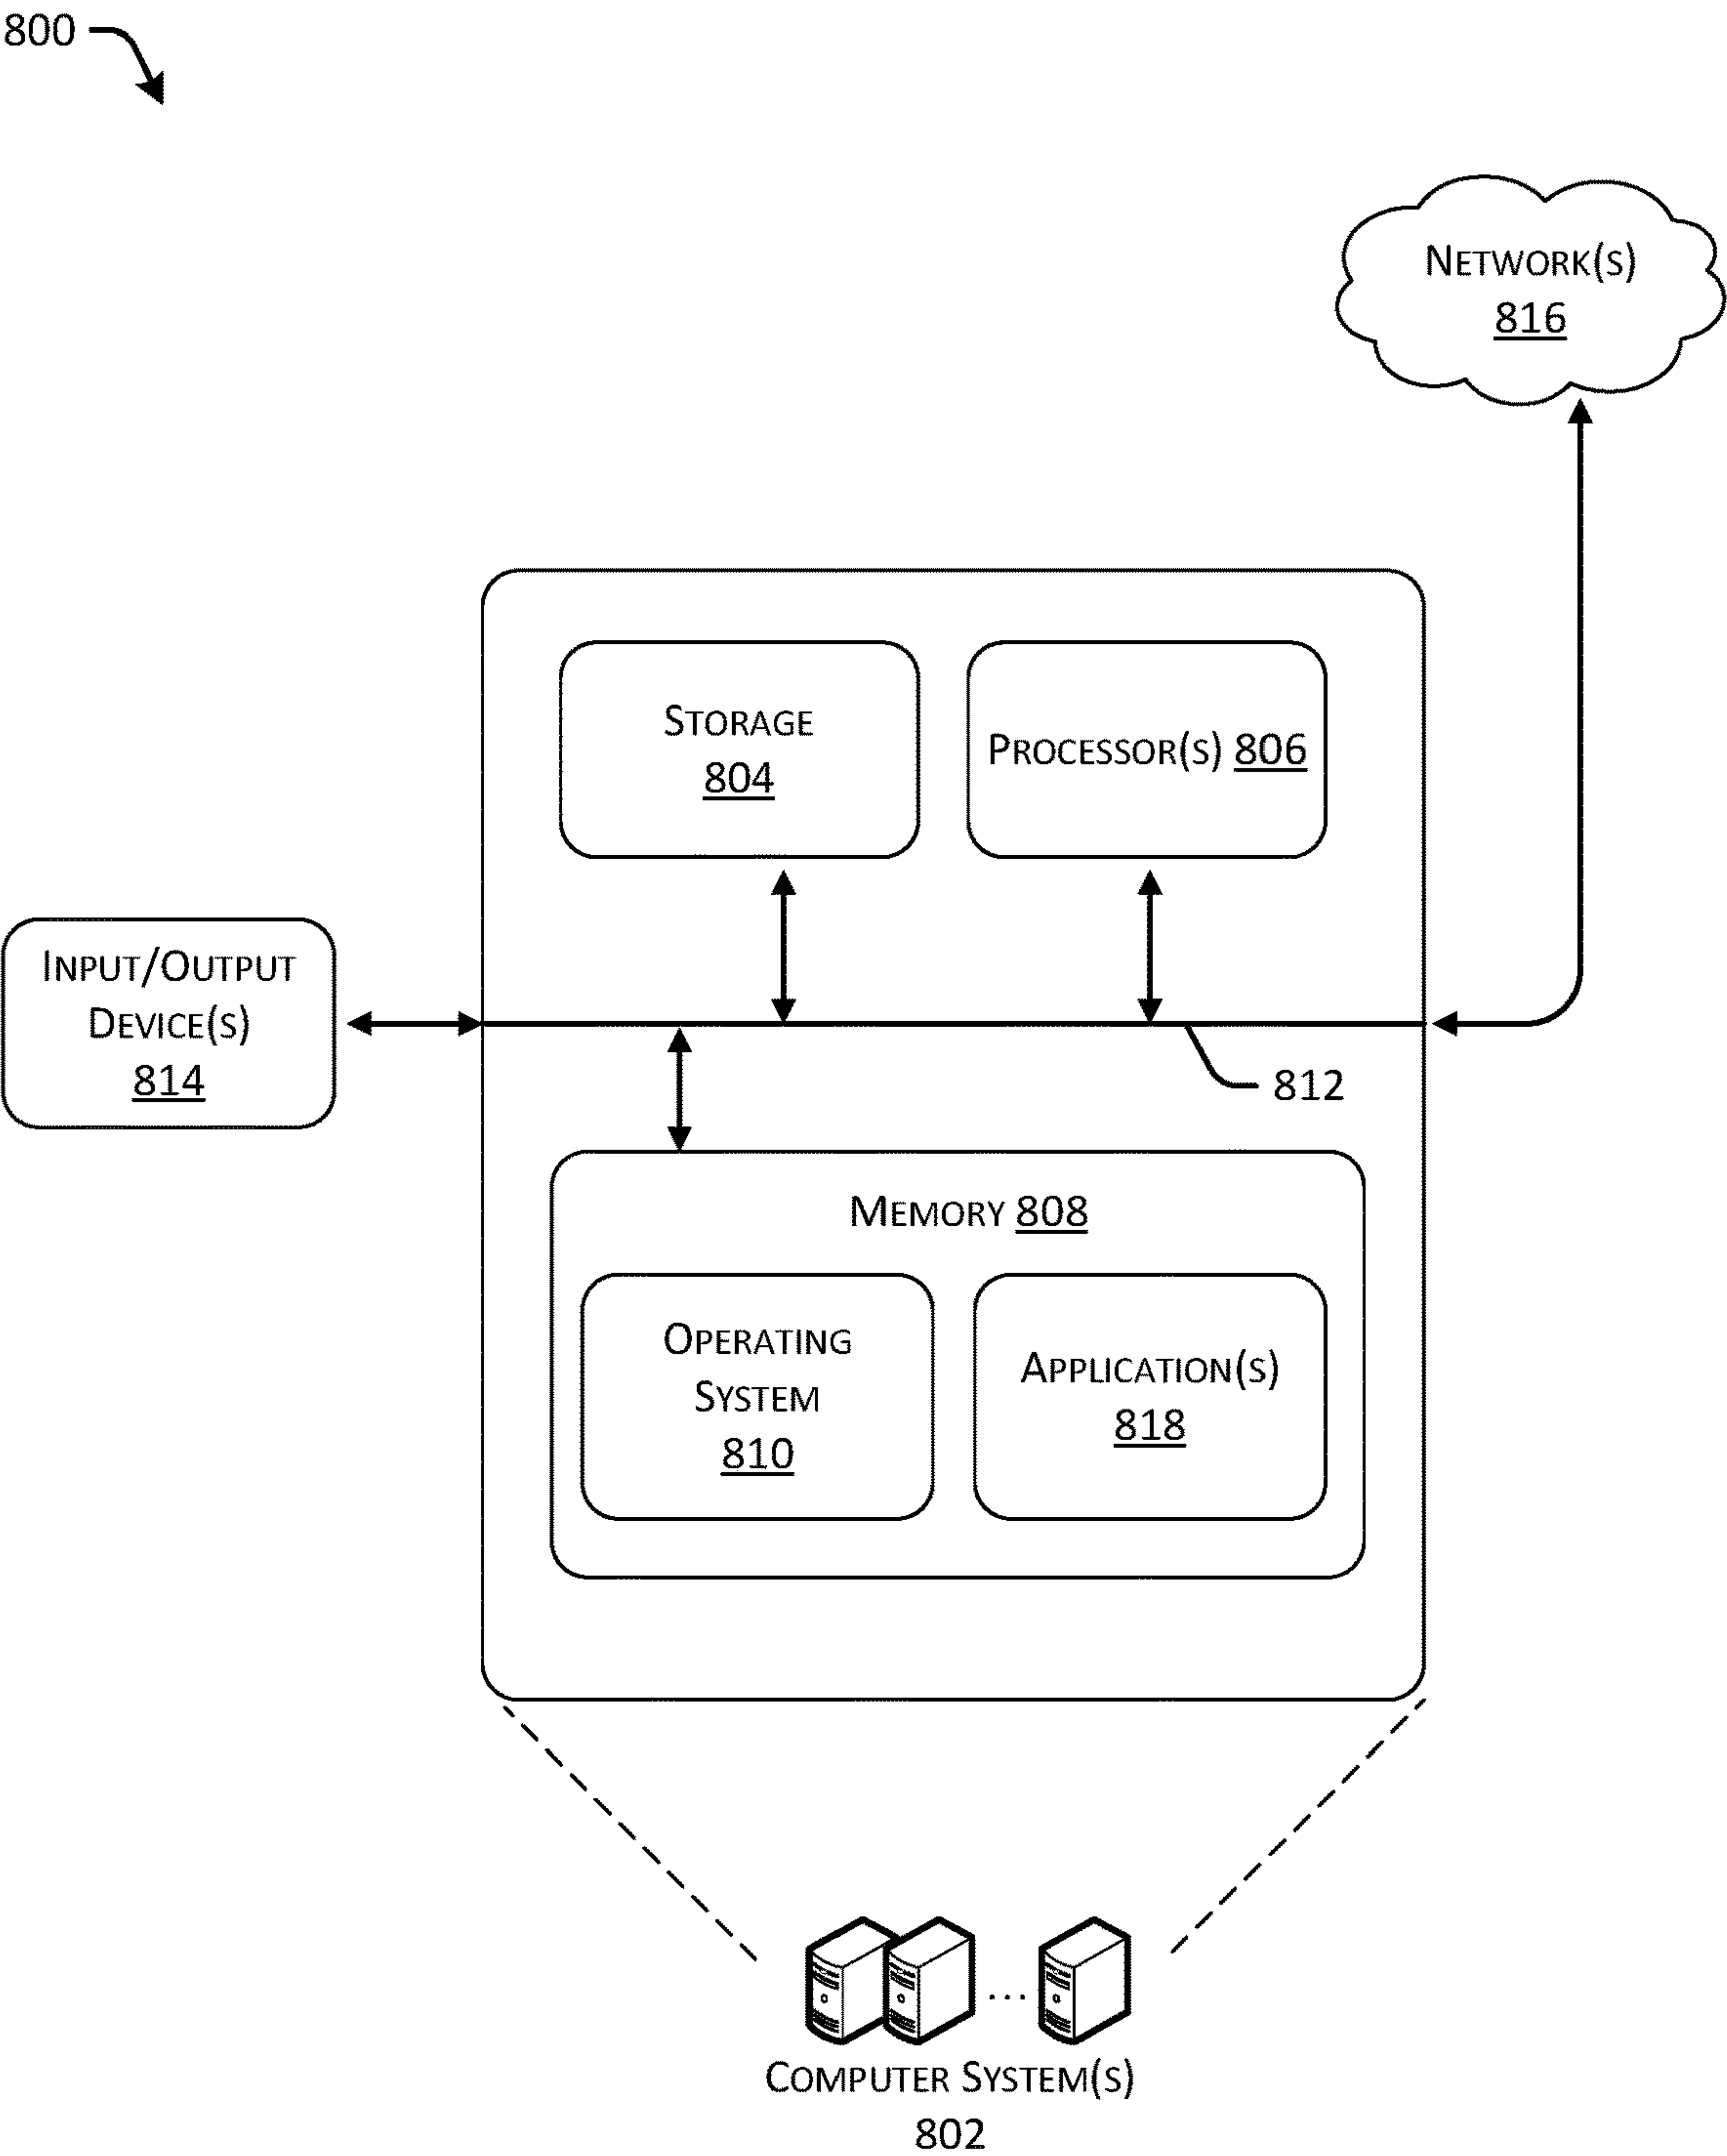 800
NETWORK(S)
816
STORAGE
804
PROCESSOR(S) 806
INPUT/OUTPUT
DEVICE(S)
814
812
MEMORY 808
OPERATING
SYSTEM
810
APPLICATION(S)
818
...
COMPUTER SYSTEM(S)
802